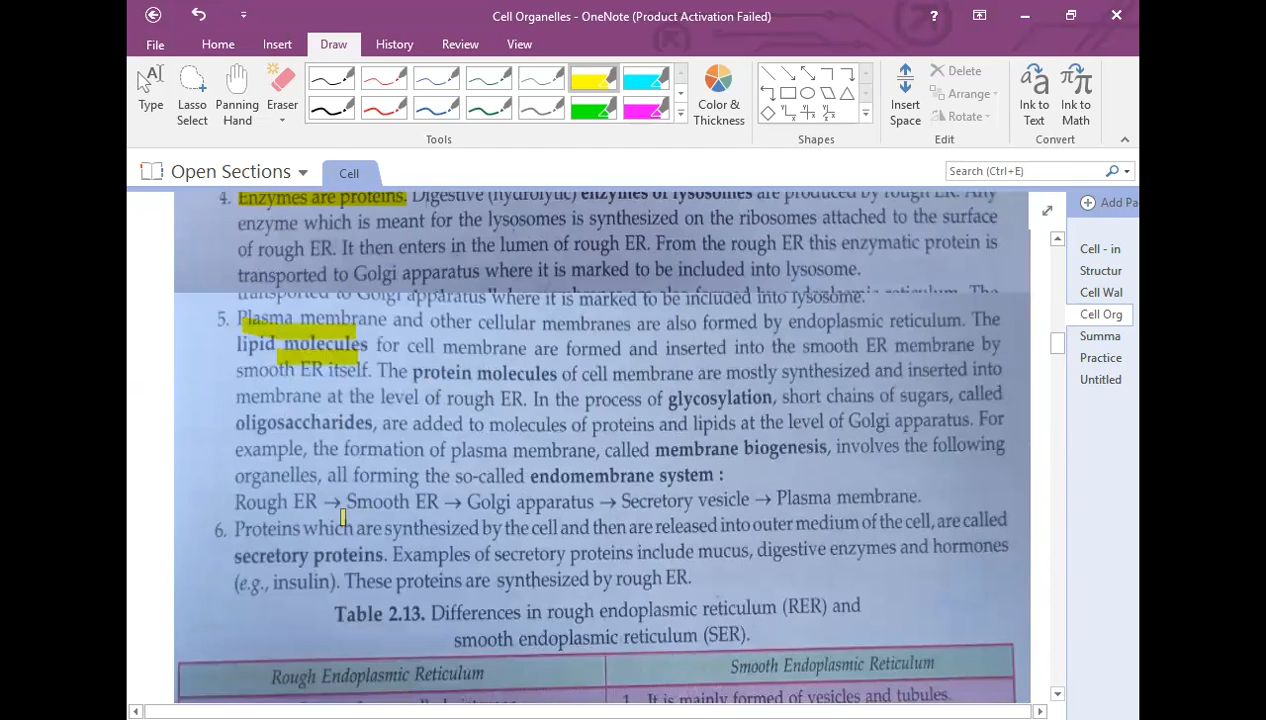 Cell Organelles - OneNote (Product Activation Failed)
?
File
Home
Insert
Draw
History
Review
View
Type
Lasso
Select
Panning
Hand
Eraser
Color &
Thickness
Insert
Space
Delete
Arrange
Rotate
Ink to
Text
Ink to
Math
Tools
Shapes
Edit
Convert
Open Sections
Cell
Search (Ctrl+E)
Add Pa
Cell - in
Structur
Cell Wal
Cell Org
Summa
Practice
Untitled
4. Enzymes are proteins. Digestive (hydrolytic) enzymes of lysosomes are produced by rough ER. Any
enzyme which is meant for the lysosomes is synthesized on the ribosomes attached to the surface
of rough ER. It then enters in the lumen of rough ER. From the rough ER this enzymatic protein is
transported to Golgi apparatus where it is marked to be included into lysosome.
transported to Golgi apparatus where it is marked to be included into lysosome.
5. Plasma membrane and other cellular membranes are also formed by endoplasmic reticulum. The
lipid molecules for cell membrane are formed and inserted into the smooth ER membrane by
smooth ER itself. The protein molecules of cell membrane are mostly synthesized and inserted into
membrane at the level of rough ER. In the process of glycosylation, short chains of sugars, called
oligosaccharides, are added to molecules of proteins and lipids at the level of Golgi apparatus. For
example, the formation of plasma membrane, called membrane biogenesis, involves the following
organelles, all forming the so-called endomembrane system :
Rough ER → Smooth ER → Golgi apparatus → Secretory vesicle → Plasma membrane.
6. Proteins which are synthesized by the cell and then are released into outer medium of the cell, are called
secretory proteins. Examples of secretory proteins include mucus, digestive enzymes and hormones
(e.g., insulin). These proteins are synthesized by rough ER.
Table 2.13. Differences in rough endoplasmic reticulum (RER) and
smooth endoplasmic reticulum (SER).
Rough Endoplasmic Reticulum
Smooth Endoplasmic Reticulum
1. It is mainly formed of vesicles and tubules.